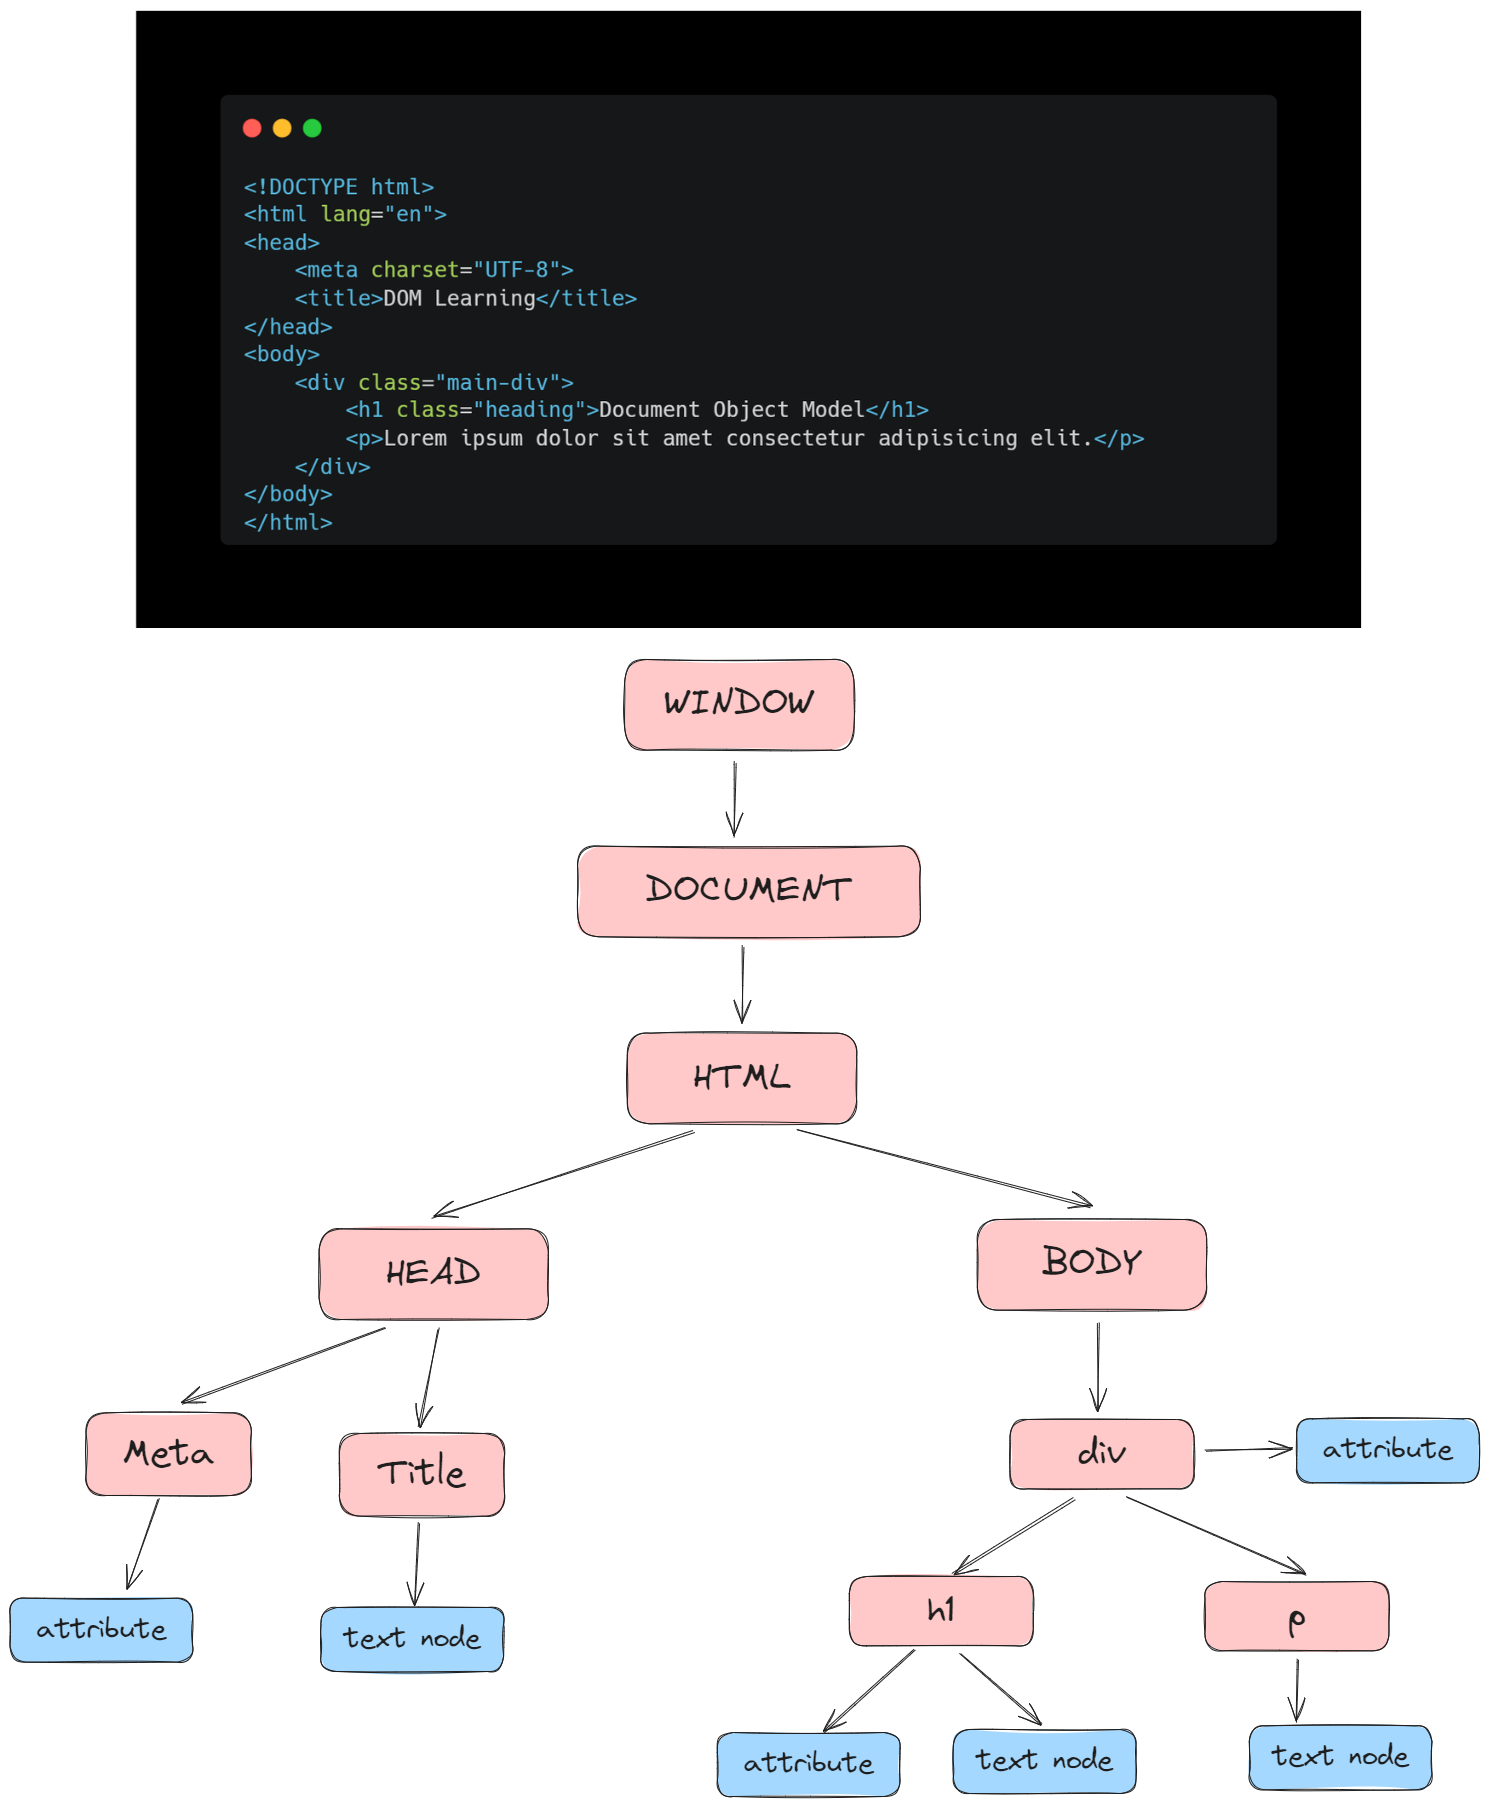 <!DOCTYPE html>
<html lang="en">
<head>
    <meta charset="UTF-8">
    <title>DOM Learning</title>
</head>
<body>
    <div class="main-div">
        <h1 class="heading">Document Object Model</h1>
        <p>Lorem ipsum dolor sit amet consectetur adipisicing elit.</p>
    </div>
</body>
</html>
WINDOW
DOCUMENT
HTML
HEAD
BODY
Meta
Title
div
attribute
h1
p
attribute
text node
attribute
text node
text node